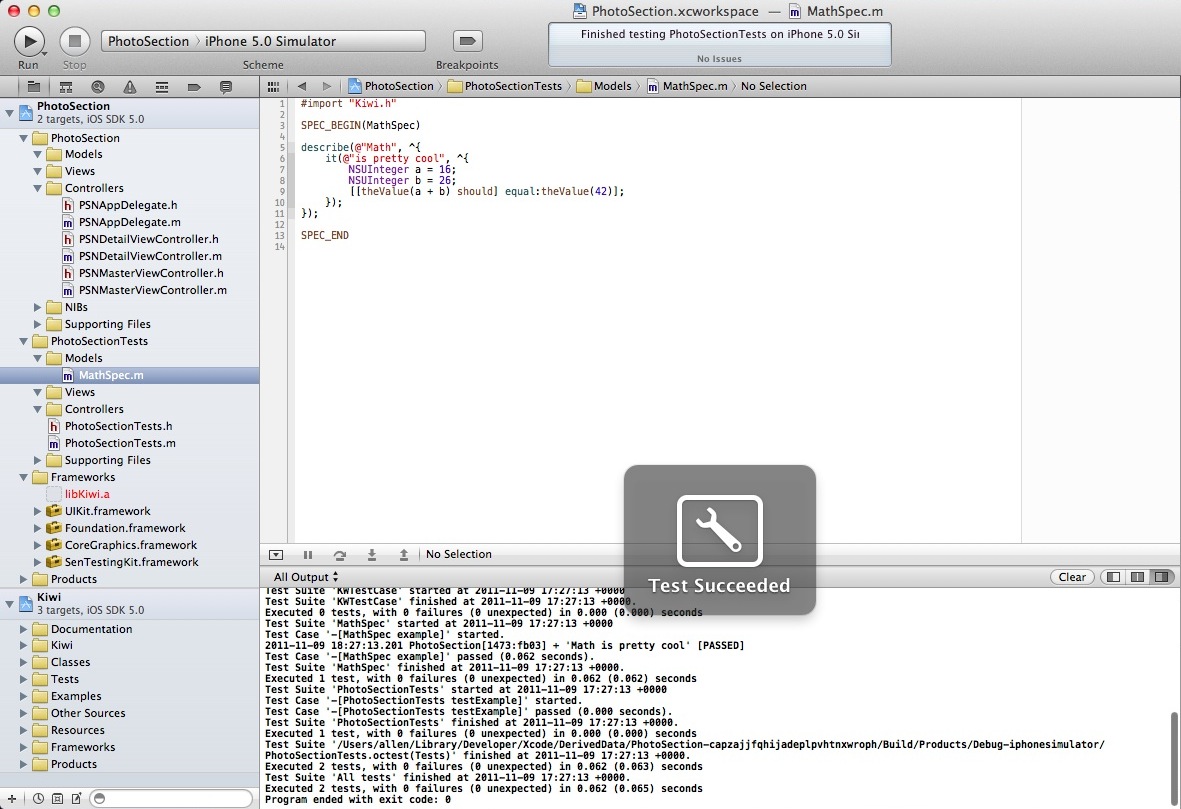 PhotoSection.xcworkspace — MathSpec.m
PhotoSection iPhone 5.0 Simulator
Finished testing PhotoSectionTests on iPhone 5.0 Si
No Issues
Run Stop Scheme Breakpoints
PhotoSection PhotoSectionTests Models MathSpec.m No Selection
PhotoSection
2 targets, iOS SDK 5.0
PhotoSection
Models
Views
Controllers
PSNAppDelegate.h
PSNAppDelegate.m
PSNDetailViewController.h
PSNDetailViewController.m
PSNMasterViewController.h
PSNMasterViewController.m
NIBs
Supporting Files
PhotoSectionTests
Models
MathSpec.m
Views
Controllers
PhotoSectionTests.h
PhotoSectionTests.m
Supporting Files
Frameworks
libKiwi.a
UIKit.framework
Foundation.framework
CoreGraphics.framework
SenTestingKit.framework
Products
Kiwi
3 targets, iOS SDK 5.0
Documentation
Kiwi
Classes
Tests
Examples
Other Sources
Resources
Frameworks
Products
1 #import "Kiwi.h"
2
3 SPEC_BEGIN(MathSpec)
4
5 describe(@"Math", ^{
6 it(@"is pretty cool", ^{
7 NSUInteger a = 16;
8 NSUInteger b = 26;
9 [[theValue(a + b) should] equal:theValue(42)];
10 });
11 });
12
13 SPEC_END
14
Test Succeeded
No Selection
All Output Clear
Test Suite 'KWTestCase' started at 2011-11-09 17:27:13 +0000
Test Suite 'KWTestCase' finished at 2011-11-09 17:27:13 +0000.
Executed 0 tests, with 0 failures (0 unexpected) in 0.000 (0.000) seconds
Test Suite 'MathSpec' started at 2011-11-09 17:27:13 +0000
Test Case '-[MathSpec example]' started.
2011-11-09 18:27:13.201 PhotoSection[1473:fb03] + 'Math is pretty cool' [PASSED]
Test Case '-[MathSpec example]' passed (0.062 seconds).
Test Suite 'MathSpec' finished at 2011-11-09 17:27:13 +0000.
Executed 1 test, with 0 failures (0 unexpected) in 0.062 (0.062) seconds
Test Suite 'PhotoSectionTests' started at 2011-11-09 17:27:13 +0000
Test Case '-[PhotoSectionTests testExample]' started.
Test Case '-[PhotoSectionTests testExample]' passed (0.000 seconds).
Test Suite 'PhotoSectionTests' finished at 2011-11-09 17:27:13 +0000.
Executed 1 test, with 0 failures (0 unexpected) in 0.000 (0.000) seconds
Test Suite '/Users/allen/Library/Developer/Xcode/DerivedData/PhotoSection-capzajjfqhijadeplpvhtnxwroph/Build/Products/Debug-iphonesimulator/
PhotoSectionTests.octest(Tests)' finished at 2011-11-09 17:27:13 +0000.
Executed 2 tests, with 0 failures (0 unexpected) in 0.062 (0.063) seconds
Test Suite 'All tests' finished at 2011-11-09 17:27:13 +0000.
Executed 2 tests, with 0 failures (0 unexpected) in 0.062 (0.065) seconds
Program ended with exit code: 0